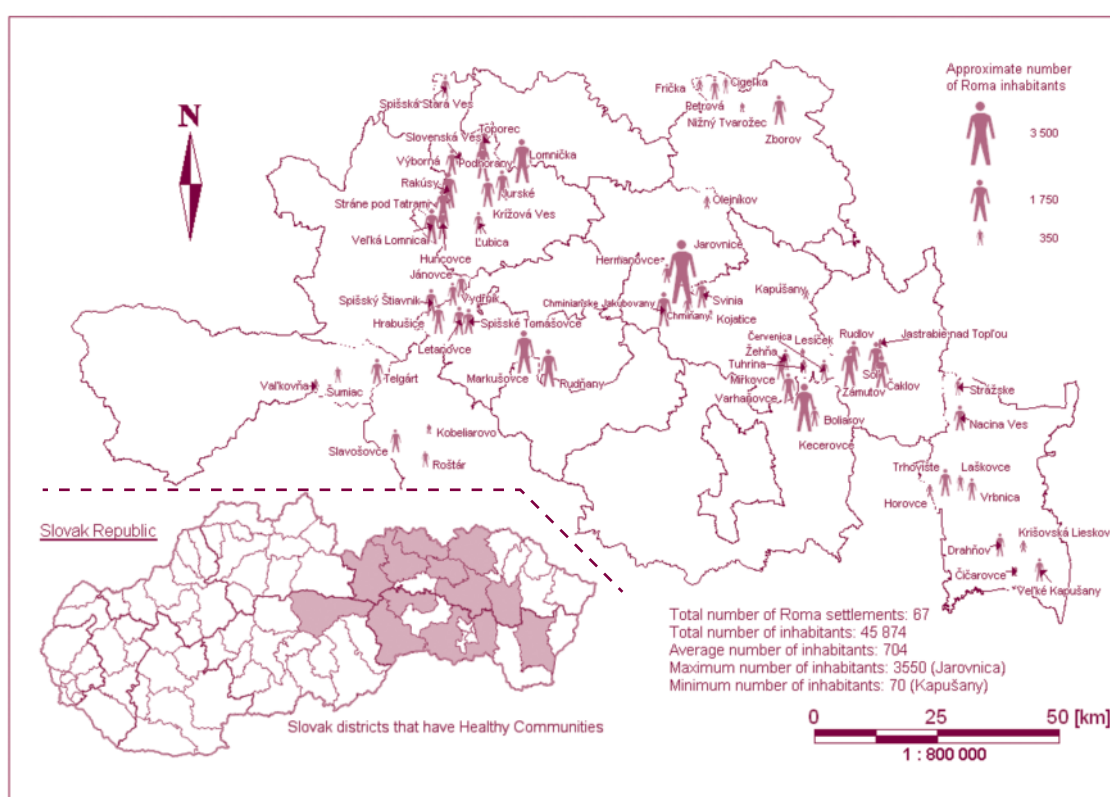 Approximate number
of Roma inhabitants
3 500
1 750
350
N
Spišská Stará Ves
Frička
Cigeľka
Petrová
Nižný Tvarožec
Zborov
Toporec
Slovenská Ves
Výborná
Podhorany
Lomnička
Rakúsy
Jurské
Stráne pod Tatrami
Krížová Ves
Veľká Lomnica
Ľubica
Huncovce
Olejníkov
Jarovnice
Hermanovce
Jánovce
Vydrník
Spišský Štiavnik
Chminianske Jakubovany
Svinia
Kapušany
Chmiňany
Kojatice
Hrabušice
Spišské Tomášovce
Letanovce
Červenica
Lesíček
Rudlov
Jastrabie nad Topľou
Žehňa
Tuhrina
Soľ
Markušovce
Rudňany
Mirkovce
Zámutov
Čaklov
Varhaňovce
Valkovňa
Šumiac
Telgárt
Strážske
Boliarov
Nacina Ves
Kecerovce
Kobeliarovo
Slavošovce
Roštár
Trhovište
Laškovce
Horovce
Vrbnica
Drahňov
Krišovská Lieskov
Čičarovce
Veľké Kapušany
Slovak Republic
Slovak districts that have Healthy Communities
Total number of Roma settlements: 67
Total number of inhabitants: 45 874
Average number of inhabitants: 704
Maximum number of inhabitants: 3550 (Jarovnica)
Minimum number of inhabitants: 70 (Kapušany)
0 25 50 [km]
1 : 800 000